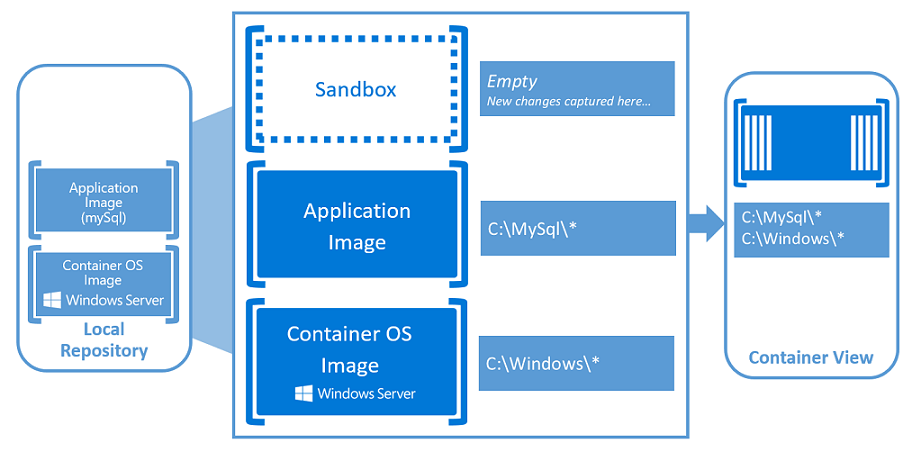 Application
Image
(mySql)
Container OS
Image
Windows Server
Local
Repository
Sandbox
Empty
New changes captured here...
Application
Image
C:\MySql\*
Container OS
Image
Windows Server
C:\Windows\*
C:\MySql\*
C:\Windows\*
Container View